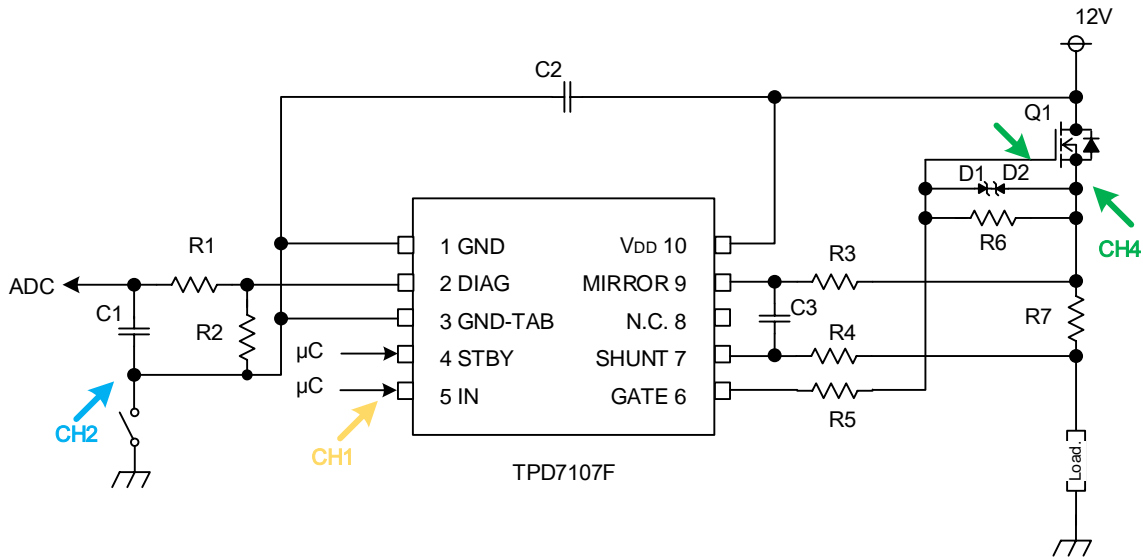 12V
C2
Q1
D1 D2
R6
CH4
R1
ADC
C1
R2
1 GND
2 DIAG
3 GND-TAB
4 STBY
5 IN
VDD 10
MIRROR 9
N.C. 8
SHUNT 7
GATE 6
R3
C3
R4
R5
R7
µC
µC
CH2
CH1
TPD7107F
Load.